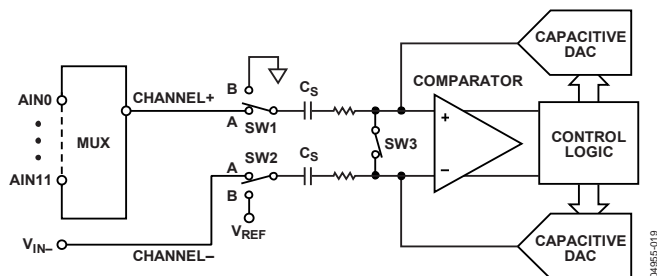 CAPACITIVE
DAC
B
AIN0
CHANNEL+
A
SW1
CS
COMPARATOR
MUX
SW3
+
−
CONTROL
LOGIC
AIN11
A
SW2
CS
B
VREF
VIN−
CHANNEL−
CAPACITIVE
DAC
04955-019